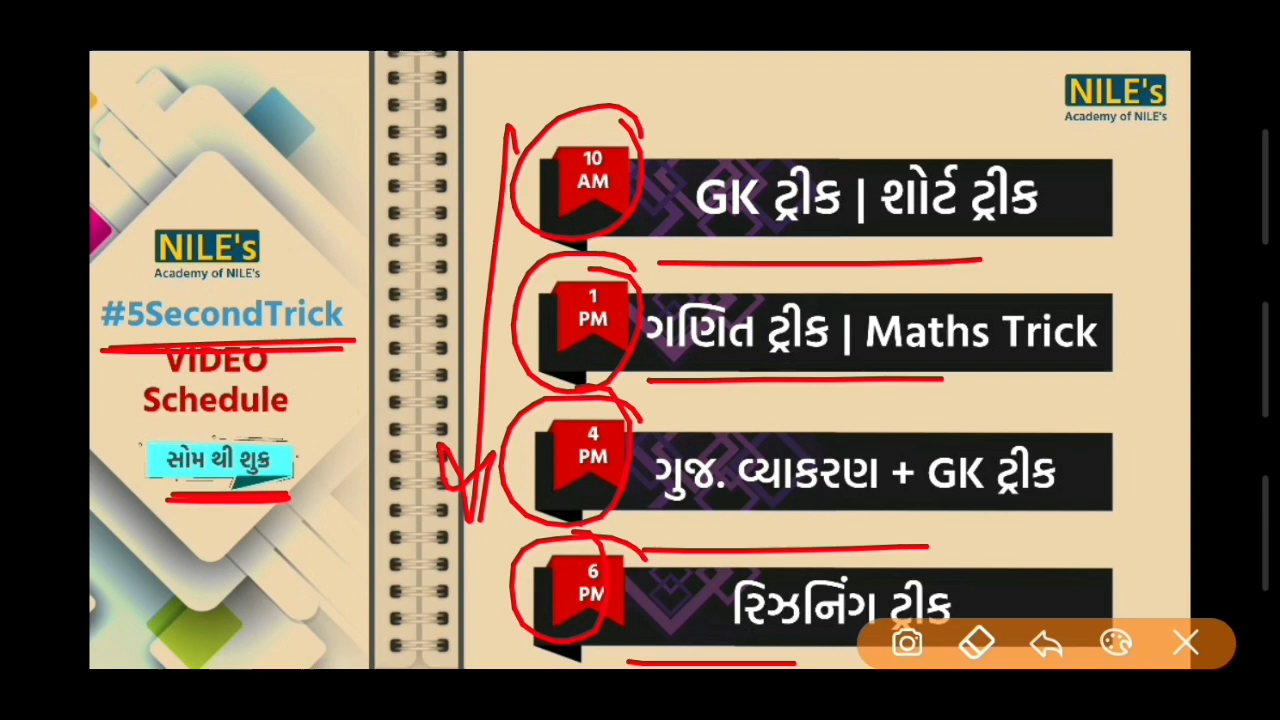 NILE's
Academy of NILE's
#5SecondTrick
VIDEO
Schedule
સોમ થી શુક્ર
NILE's
Academy of NILE's
10
AM
GK ટ્રીક | શોર્ટ ટ્રીક
1
PM
ગણિત ટ્રીક | Maths Trick
4
PM
ગુજ. વ્યાકરણ + GK ટ્રીક
6
PM
રિઝનિંગ ટ્રીક